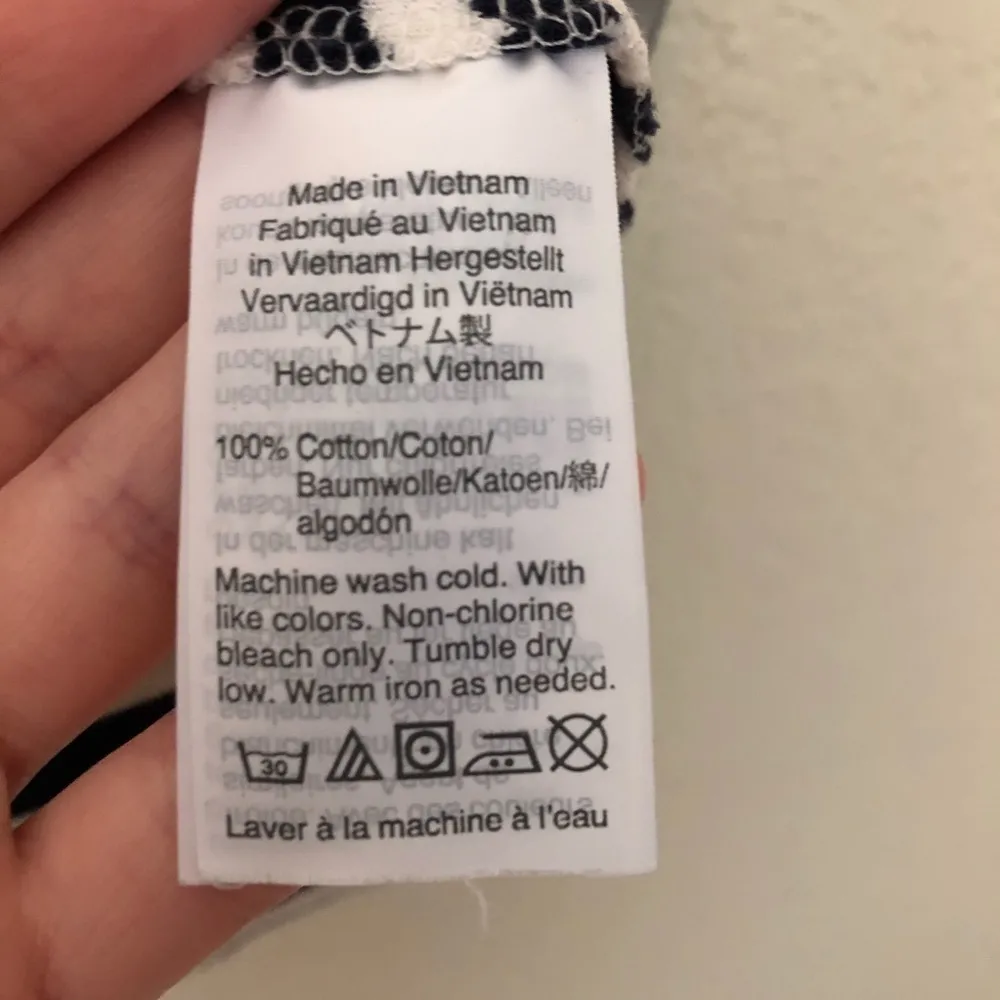 Made in Vietnam
Fabriqué au Vietnam
in Vietnam Hergestellt
Vervaardigd in Viëtnam
ベトナム製
Hecho en Vietnam
100% Cotton/Coton/
Baumwolle/Katoen/綿/
algodón
Machine wash cold. With
like colors. Non-chlorine
bleach only. Tumble dry
low. Warm iron as needed.
30
Laver à la machine à l'eau